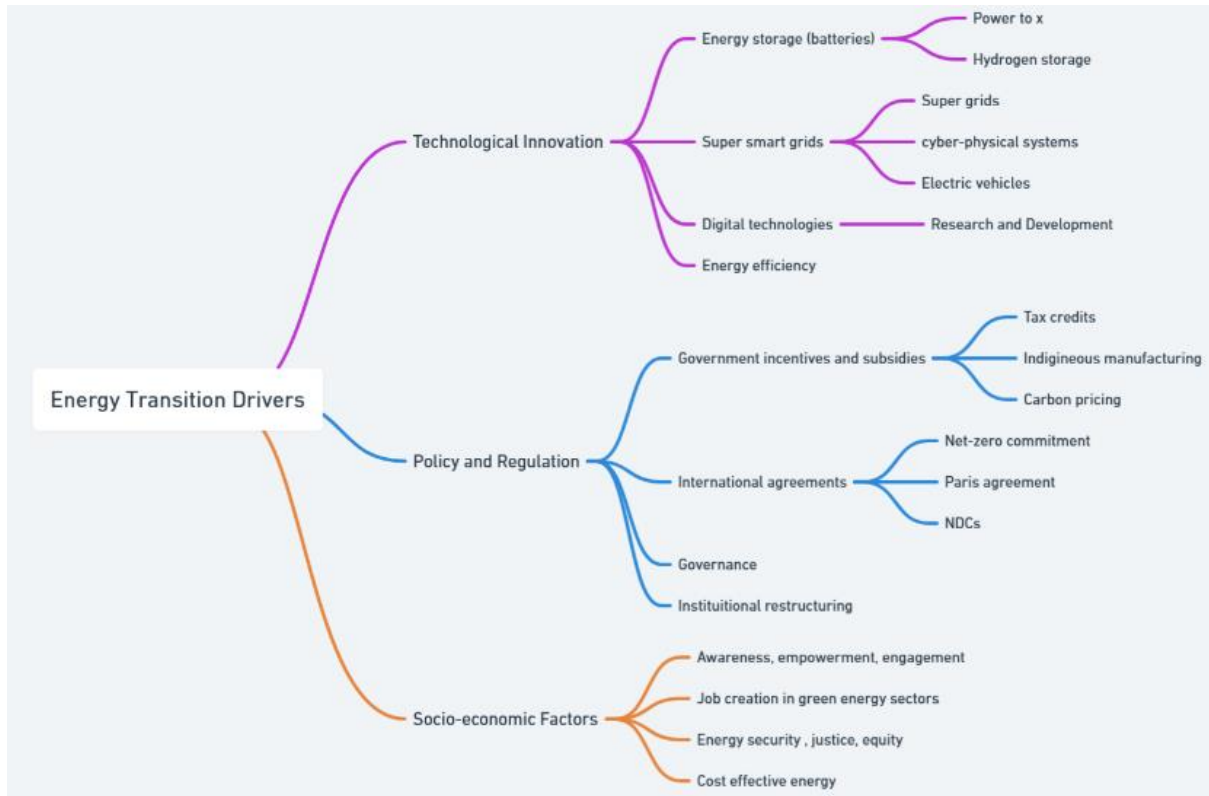 Energy Transition Drivers
Technological Innovation
Energy storage (batteries)
Power to x
Hydrogen storage
Super smart grids
Super grids
cyber-physical systems
Electric vehicles
Digital technologies
Research and Development
Energy efficiency
Policy and Regulation
Government incentives and subsidies
Tax credits
Indigineous manufacturing
Carbon pricing
International agreements
Net-zero commitment
Paris agreement
NDCs
Governance
Instituitional restructuring
Socio-economic Factors
Awareness, empowerment, engagement
Job creation in green energy sectors
Energy security , justice, equity
Cost effective energy